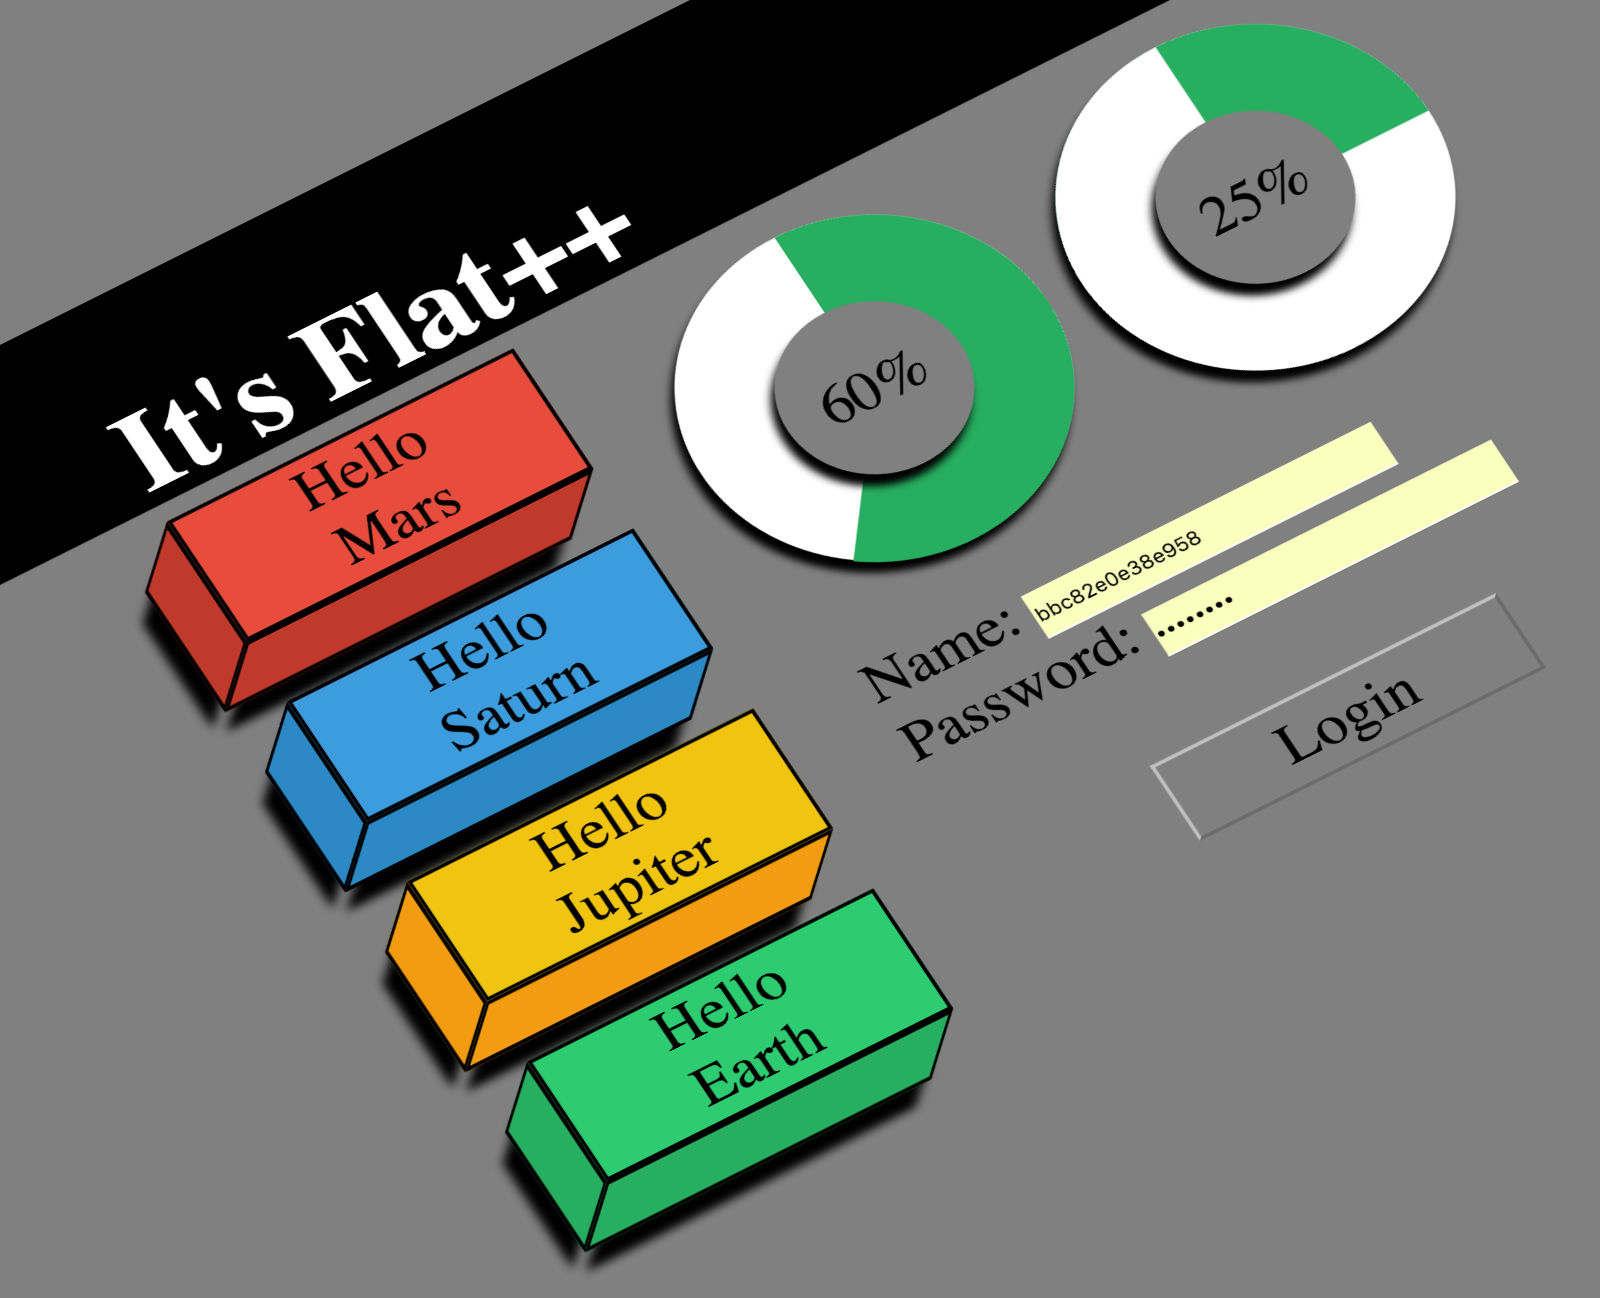 It's Flat++
Hello
Mars
Hello
Saturn
Hello
Jupiter
Hello
Earth
60%
25%
Name: bbc82e0e38e958
Password: ••••••••
Login